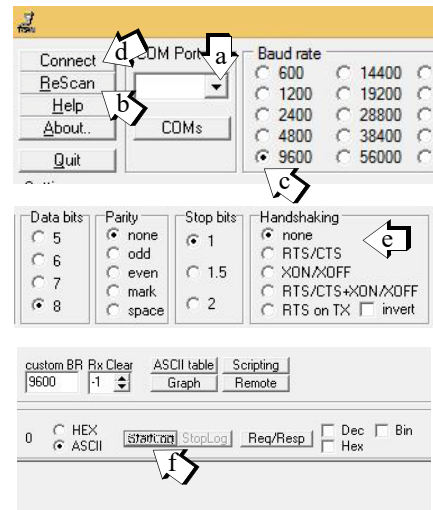 Connect d COM Port a Baud rate
ReScan b 600 14400
Help 1200 19200
About.. COMs 2400 28800
4800 38400
Quit 9600 56000
c
Data bits Parity Stop bits Handshaking
5 none 1 none e
6 odd RTS/CTS
7 even 1.5 XON/XOFF
8 mark RTS/CTS+XON/XOFF
space 2 RTS on TX invert
custom BR Rx Clear ASCII table Scripting
9600 -1 Graph Remote
0 HEX StartLog StopLog Req/Resp Dec Bin
ASCII Hex
f